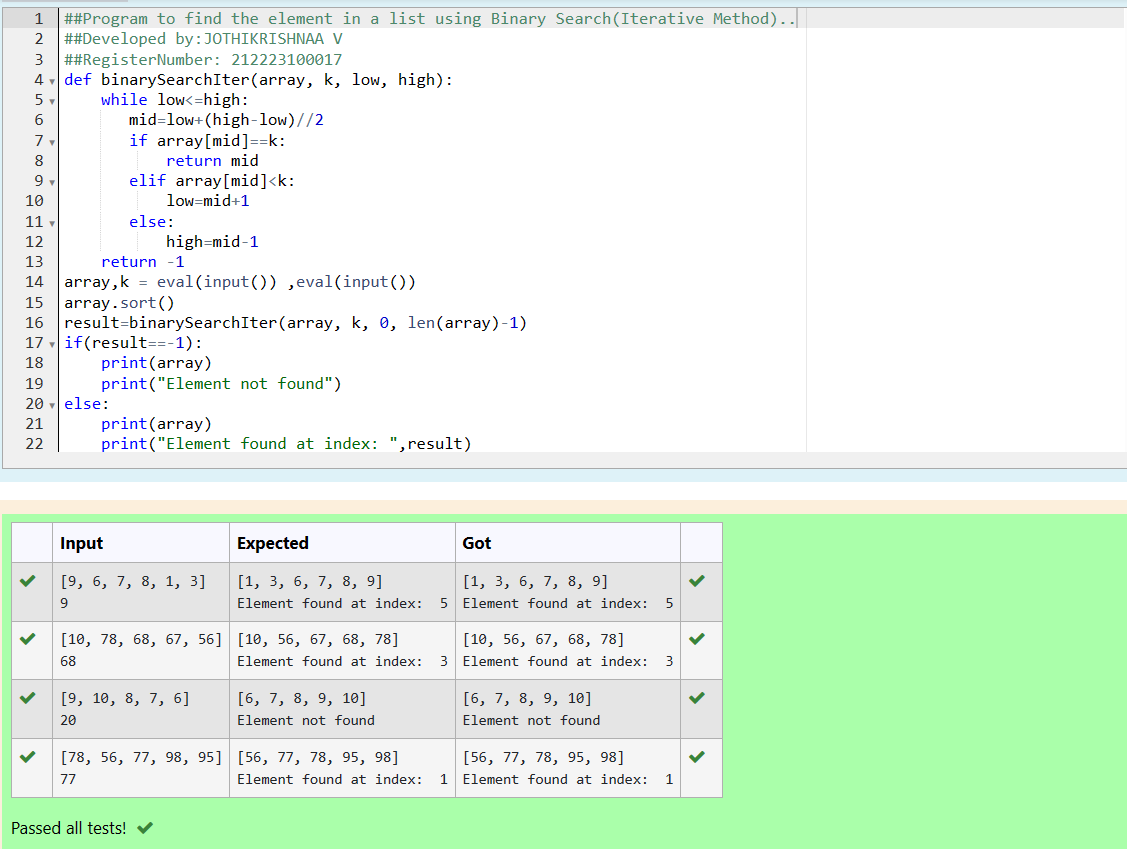 1 ##Program to find the element in a list using Binary Search(Iterative Method)..
2 ##Developed by:JOTHIKRISHNAA V
3 ##RegisterNumber: 212223100017
4 def binarySearchIter(array, k, low, high):
5     while low<=high:
6        mid=low+(high-low)//2
7        if array[mid]==k:
8            return mid
9        elif array[mid]<k:
10            low=mid+1
11        else:
12            high=mid-1
13     return -1
14 array,k = eval(input()) ,eval(input())
15 array.sort()
16 result=binarySearchIter(array, k, 0, len(array)-1)
17 if(result==-1):
18     print(array)
19     print("Element not found")
20 else:
21     print(array)
22     print("Element found at index: ",result)
Input Expected Got
[9, 6, 7, 8, 1, 3] [1, 3, 6, 7, 8, 9] [1, 3, 6, 7, 8, 9]
9 Element found at index:  5 Element found at index:  5
[10, 78, 68, 67, 56] [10, 56, 67, 68, 78] [10, 56, 67, 68, 78]
68 Element found at index:  3 Element found at index:  3
[9, 10, 8, 7, 6] [6, 7, 8, 9, 10] [6, 7, 8, 9, 10]
20 Element not found Element not found
[78, 56, 77, 98, 95] [56, 77, 78, 95, 98] [56, 77, 78, 95, 98]
77 Element found at index:  1 Element found at index:  1
Passed all tests!